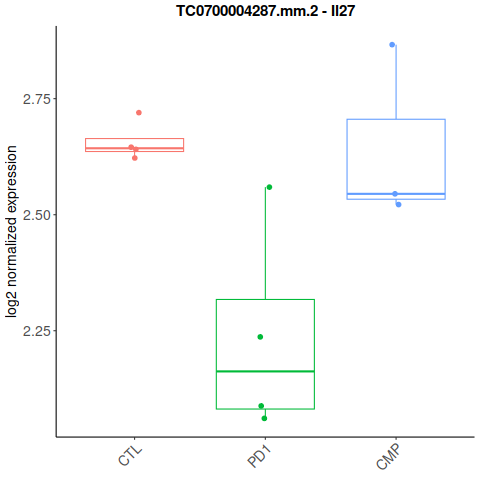 TC0700004287.mm.2 - Il27
log2 normalized expression
2.75
2.50
2.25
CTL
PD1
CMP